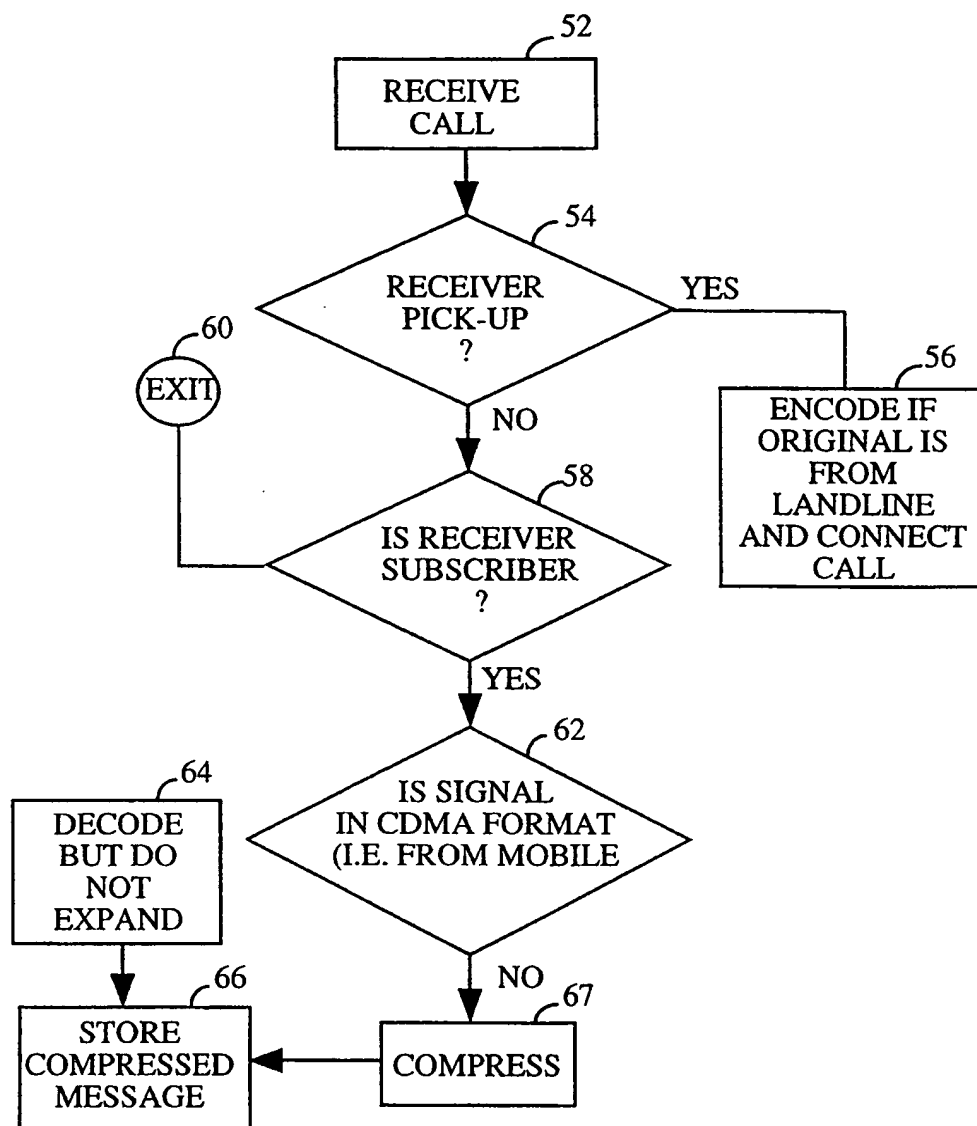 52
RECEIVE
CALL
54
RECEIVER
PICK-UP
?
YES
60
EXIT
56
ENCODE IF
ORIGINAL IS
FROM
LANDLINE
AND CONNECT
CALL
NO
58
IS RECEIVER
SUBSCRIBER
?
YES
62
IS SIGNAL
IN CDMA FORMAT
(I.E. FROM MOBILE
64
DECODE
BUT DO
NOT
EXPAND
NO
66
STORE
COMPRESSED
MESSAGE
67
COMPRESS